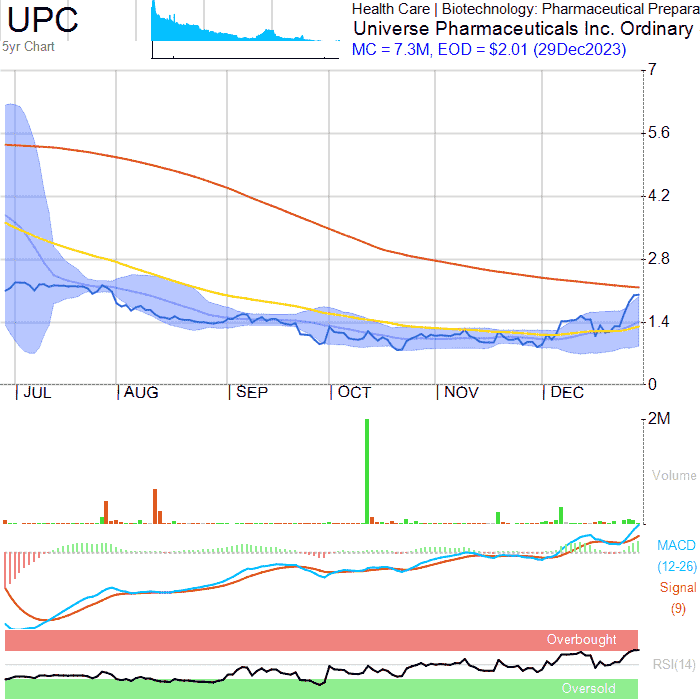 UPC
5yr Chart
Health Care | Biotechnology: Pharmaceutical Prepara
Universe Pharmaceuticals Inc. Ordinary
MC = 7.3M, EOD = $2.01 (29Dec2023)
7
5.6
4.2
2.8
1.4
0
JUL AUG SEP OCT NOV DEC
2M
Volume
MACD
(12-26)
Signal
(9)
Overbought
RSI(14)
Oversold